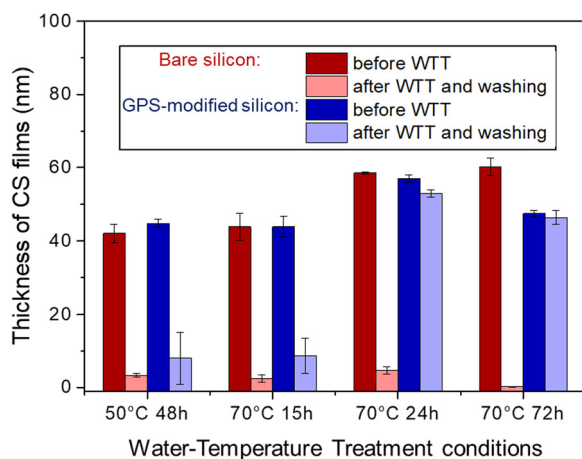 Thickness of CS films (nm)
100
80
60
40
20
0
Bare silicon:
before WTT
after WTT and washing
GPS-modified silicon:
before WTT
after WTT and washing
50°C 48h
70°C 15h
70°C 24h
70°C 72h
Water-Temperature Treatment conditions